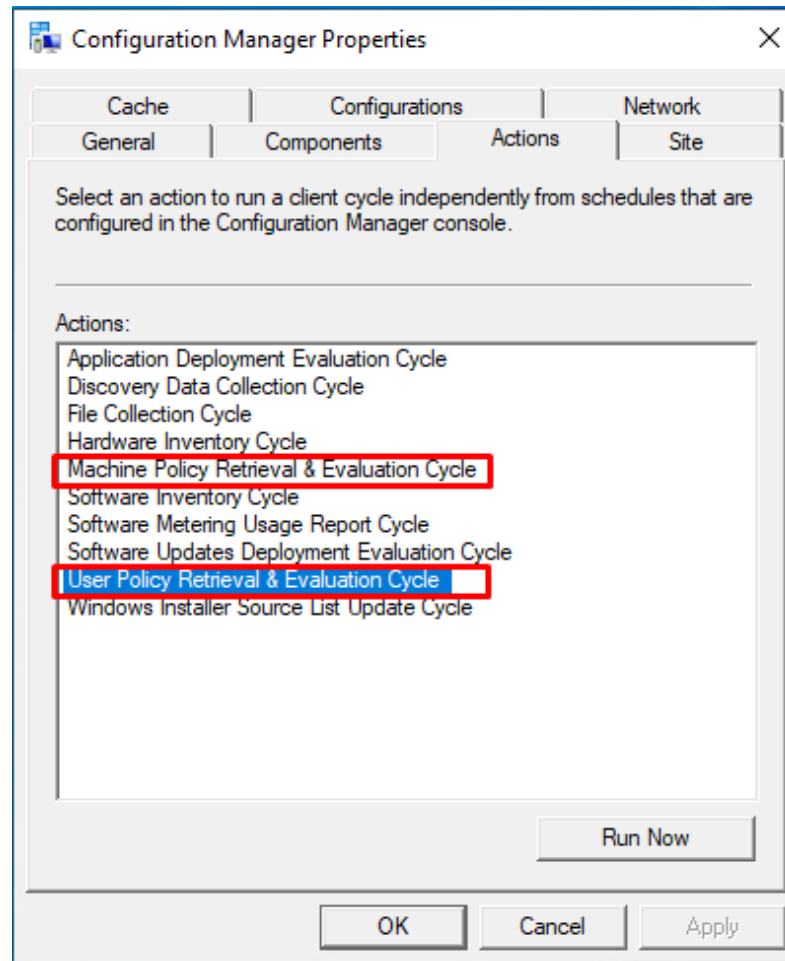 Configuration Manager Properties
Cache
Configurations
Network
General
Components
Actions
Site
Select an action to run a client cycle independently from schedules that are
configured in the Configuration Manager console.
Actions:
Application Deployment Evaluation Cycle
Discovery Data Collection Cycle
File Collection Cycle
Hardware Inventory Cycle
Machine Policy Retrieval & Evaluation Cycle
Software Inventory Cycle
Software Metering Usage Report Cycle
Software Updates Deployment Evaluation Cycle
User Policy Retrieval & Evaluation Cycle
Windows Installer Source List Update Cycle
Run Now
OK
Cancel
Apply